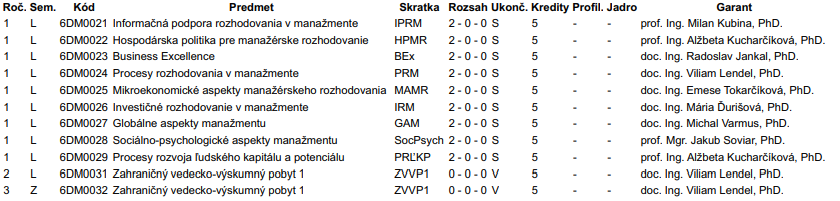 Roč. Sem. Kód Predmet Skratka Rozsah Ukonč. Kredity Profil. Jadro Garant
1 L 6DM0021 Informačná podpora rozhodovania v manažmente IPRM 2 - 0 - 0 S 5 - - prof. Ing. Milan Kubina, PhD.
1 L 6DM0022 Hospodárska politika pre manažérske rozhodovanie HPMR 2 - 0 - 0 S 5 - - prof. Ing. Alžbeta Kucharčíková, PhD.
1 L 6DM0023 Business Excellence BEx 2 - 0 - 0 S 5 - - doc. Ing. Radoslav Jankal, PhD.
1 L 6DM0024 Procesy rozhodovania v manažmente PRM 2 - 0 - 0 S 5 - - doc. Ing. Viliam Lendel, PhD.
1 L 6DM0025 Mikroekonomické aspekty manažérskeho rozhodovania MAMR 2 - 0 - 0 S 5 - - doc. Ing. Emese Tokarčíková, PhD.
1 L 6DM0026 Investičné rozhodovanie v manažmente IRM 2 - 0 - 0 S 5 - - doc. Ing. Mária Ďurišová, PhD.
1 L 6DM0027 Globálne aspekty manažmentu GAM 2 - 0 - 0 S 5 - - doc. Ing. Michal Varmus, PhD.
1 L 6DM0028 Sociálno-psychologické aspekty manažmentu SocPsych 2 - 0 - 0 S 5 - - prof. Mgr. Jakub Soviar, PhD.
1 L 6DM0029 Procesy rozvoja ľudského kapitálu a potenciálu PRĽKP 2 - 0 - 0 S 5 - - prof. Ing. Alžbeta Kucharčíková, PhD.
2 L 6DM0031 Zahraničný vedecko-výskumný pobyt 1 ZVVP1 0 - 0 - 0 V 5 - - doc. Ing. Viliam Lendel, PhD.
3 Z 6DM0032 Zahraničný vedecko-výskumný pobyt 1 ZVVP1 0 - 0 - 0 V 5 - - doc. Ing. Viliam Lendel, PhD.